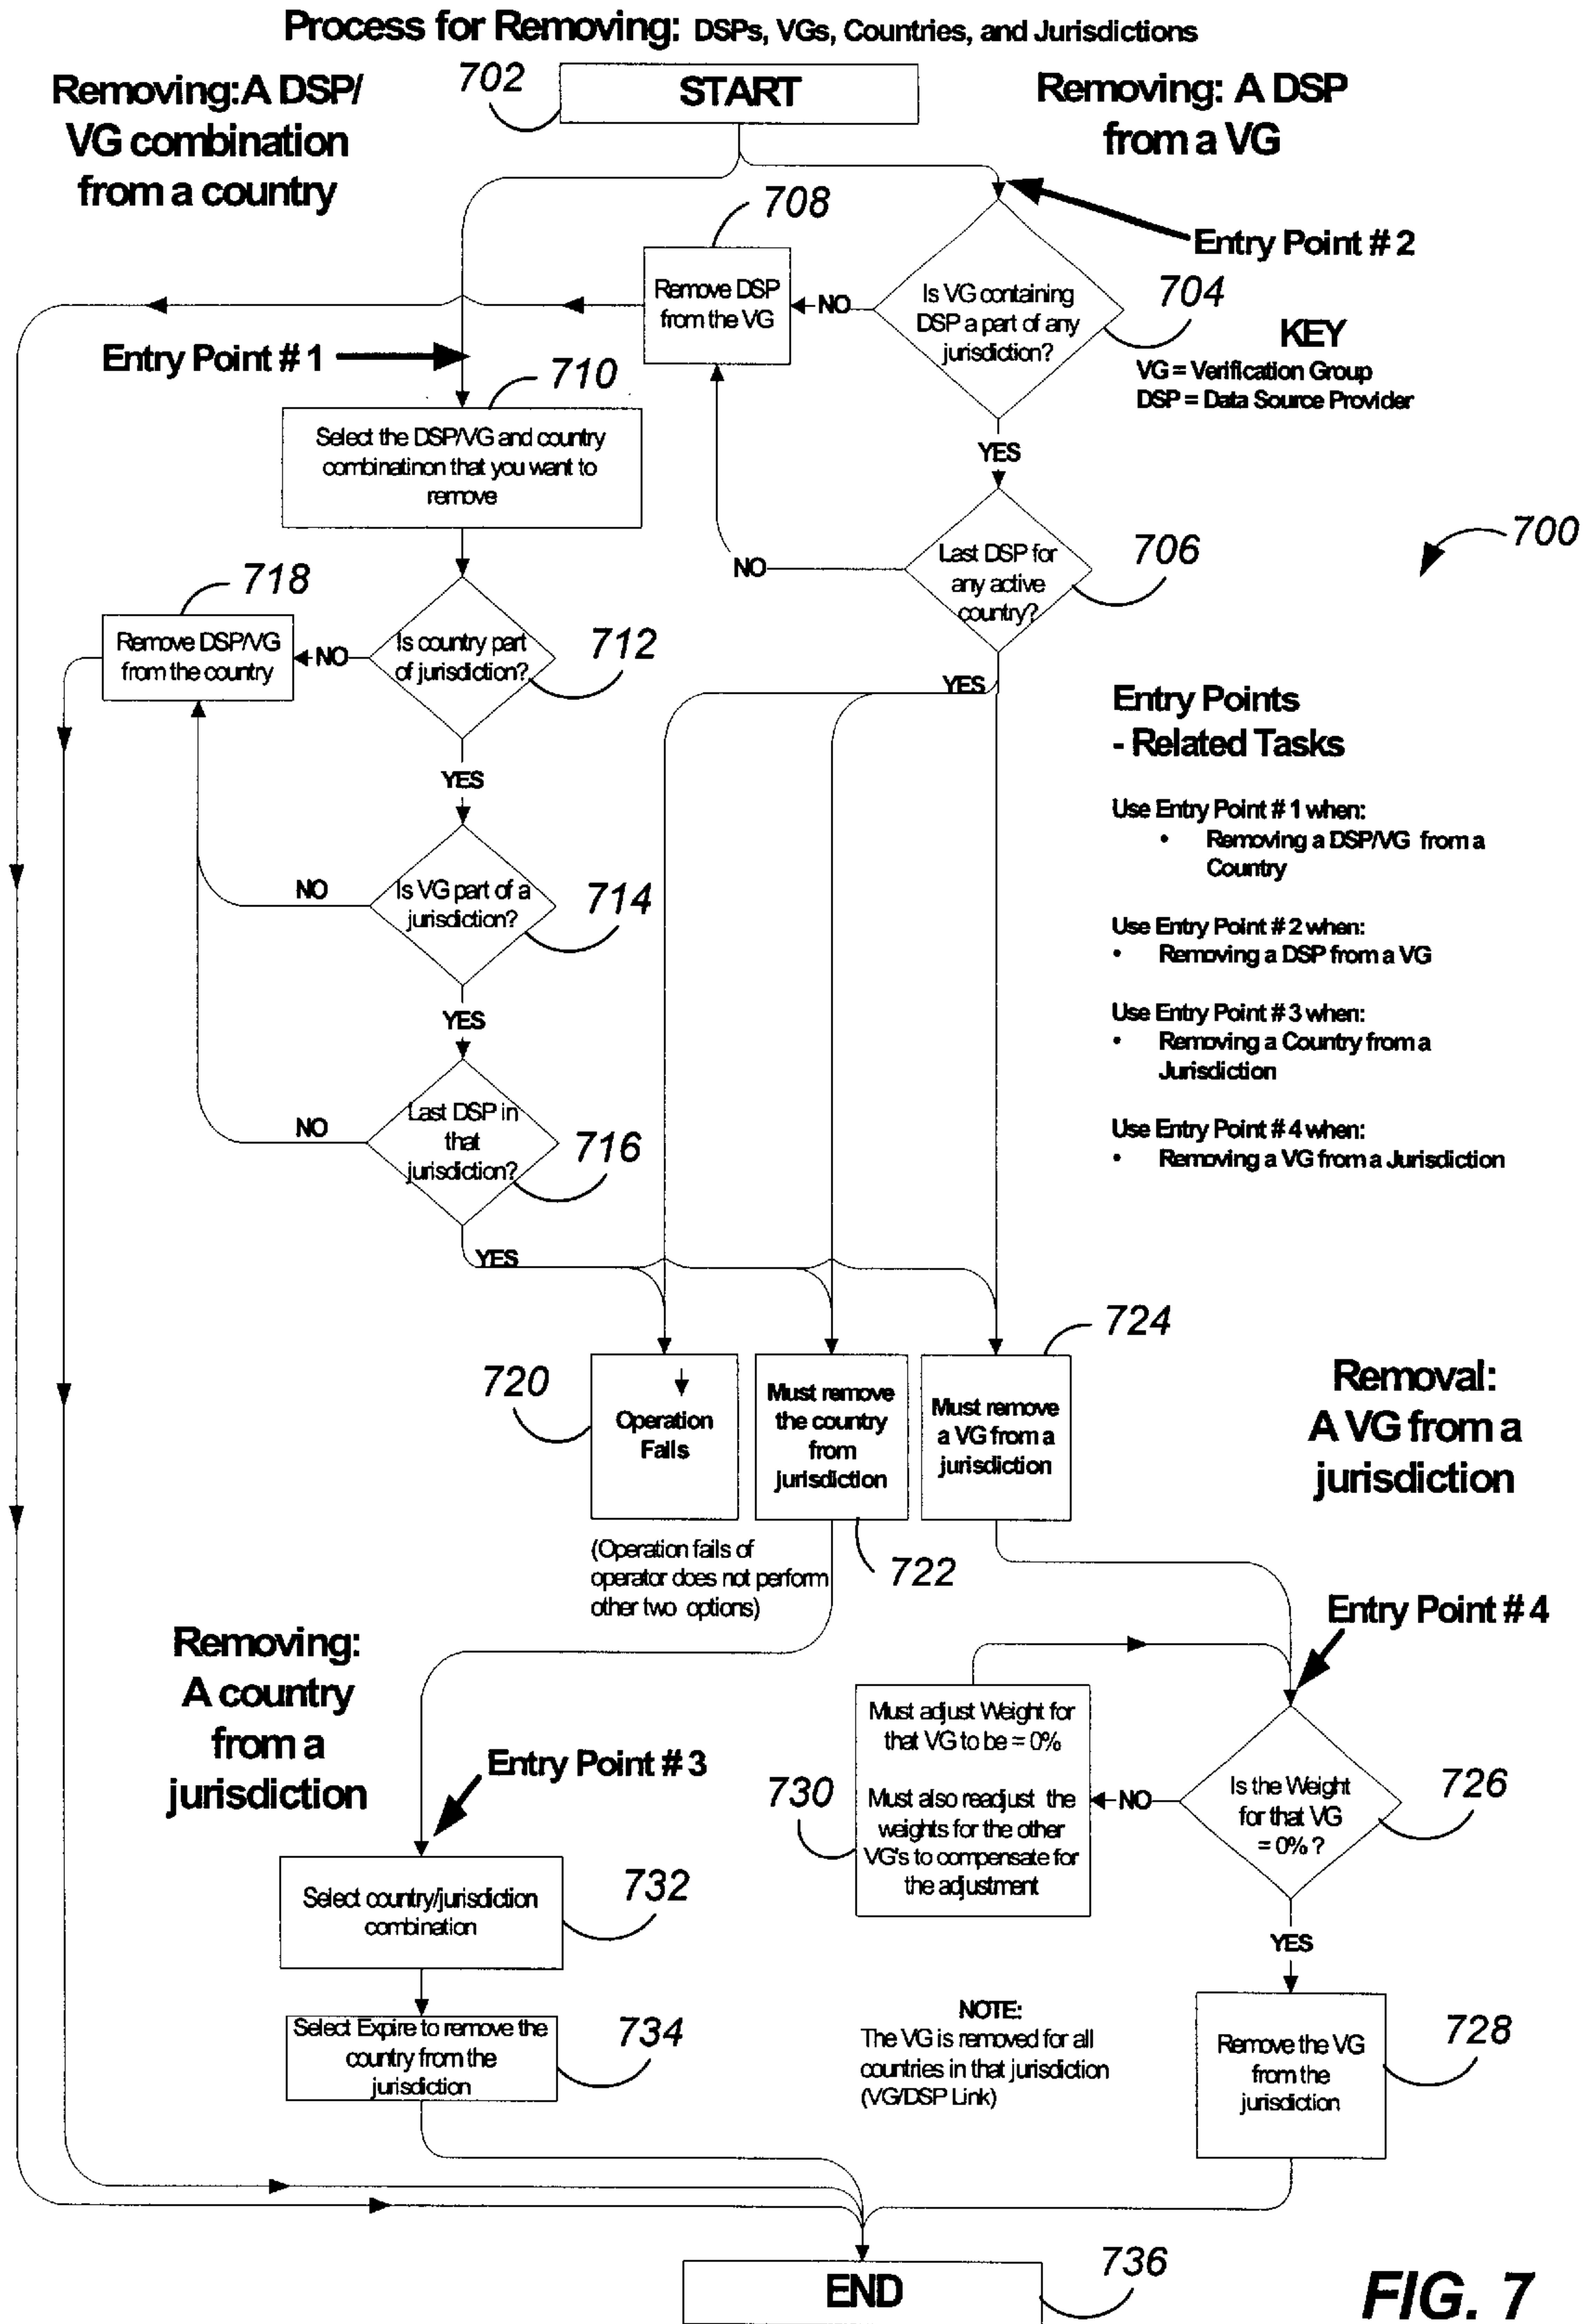 Process for Removing: DSPs, VGs, Countries, and Jurisdictions
Removing: A DSP/
VG combination
from a country
702
START
Removing: A DSP
from a VG
708
Entry Point # 2
Remove DSP
from the VG
NO
Is VG containing
DSP a part of any
jurisdiction?
704
KEY
VG = Verification Group
DSP = Data Source Provider
Entry Point # 1
710
Select the DSP/VG and country
combinatinon that you want to
remove
YES
NO
Last DSP for
any active
country?
706
700
718
Remove DSP/VG
from the country
NO
Is country part
of jurisdiction?
712
YES
YES
Entry Points
- Related Tasks
Use Entry Point # 1 when:
• Removing a DSP/VG from a
Country
Use Entry Point # 2 when:
• Removing a DSP from a VG
Use Entry Point # 3 when:
• Removing a Country from a
Jurisdiction
Use Entry Point # 4 when:
• Removing a VG from a Jurisdiction
NO
Is VG part of a
jurisdiction?
714
YES
NO
Last DSP in
that
jurisdiction?
716
YES
724
720
Operation
Fails
Must remove
the country
from
jurisdiction
Must remove
a VG from a
jurisdiction
Removal:
A VG from a
jurisdiction
(Operation fails of
operator does not perform
other two options)
722
Entry Point # 4
Removing:
A country
from a
jurisdiction
Entry Point # 3
730
Must adjust Weight for
that VG to be = 0%
Must also readjust the
weights for the other
VG's to compensate for
the adjustment
NO
Is the Weight
for that VG
= 0% ?
726
Select country/jurisdiction
combination
732
YES
Select Expire to remove the
country from the
jurisdiction
734
NOTE:
The VG is removed for all
countries in that jurisdiction
(VG/DSP Link)
Remove the VG
from the
jurisdiction
728
END
736
FIG. 7